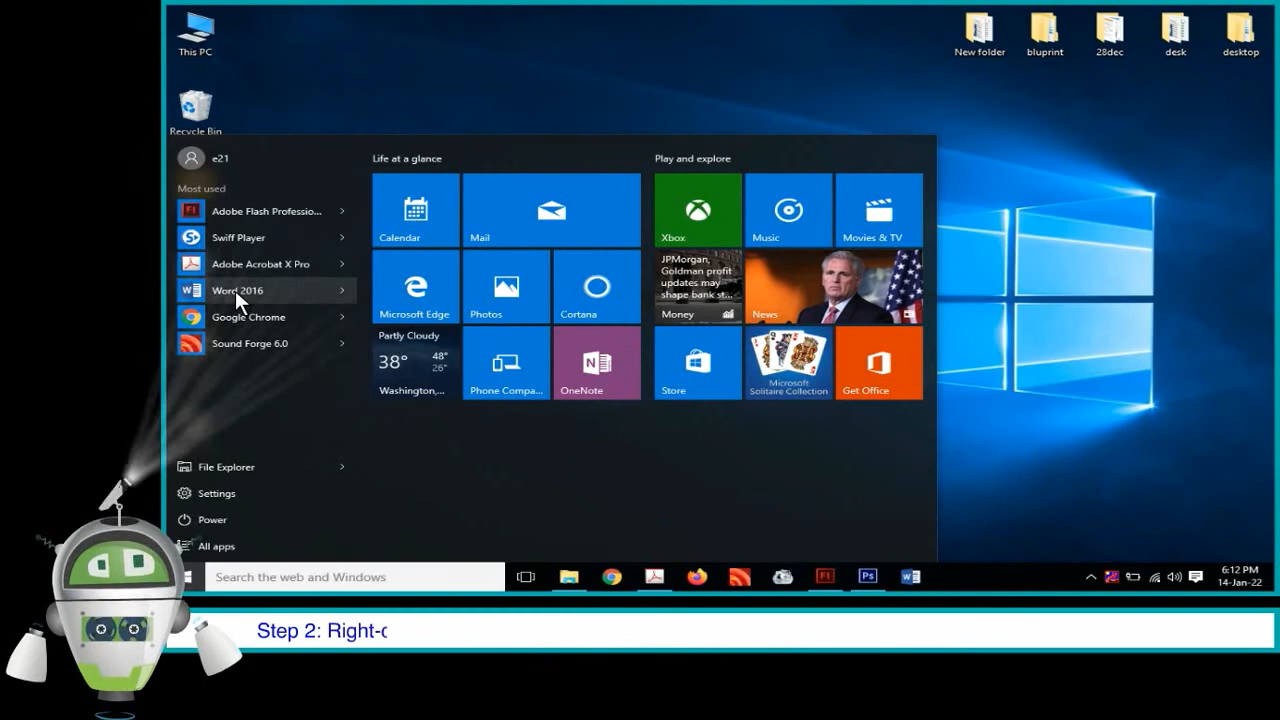 This PC
Recycle Bin
New folder
bluprint
28dec
desk
desktop
e21
Most used
Adobe Flash Professio...
Swiff Player
Adobe Acrobat X Pro
Word 2016
Google Chrome
Sound Forge 6.0
File Explorer
Settings
Power
All apps
Life at a glance
Calendar
Mail
Microsoft Edge
Photos
Cortana
Partly Cloudy
38°
48°
26°
Washington,...
Phone Compa...
OneNote
Play and explore
Xbox
Music
Movies & TV
JPMorgan,
Goldman profit
updates may
shape bank st...
Money
News
Store
Microsoft
Solitaire Collection
Get Office
Search the web and Windows
6:12 PM
14-Jan-22
Step 2: Right-c